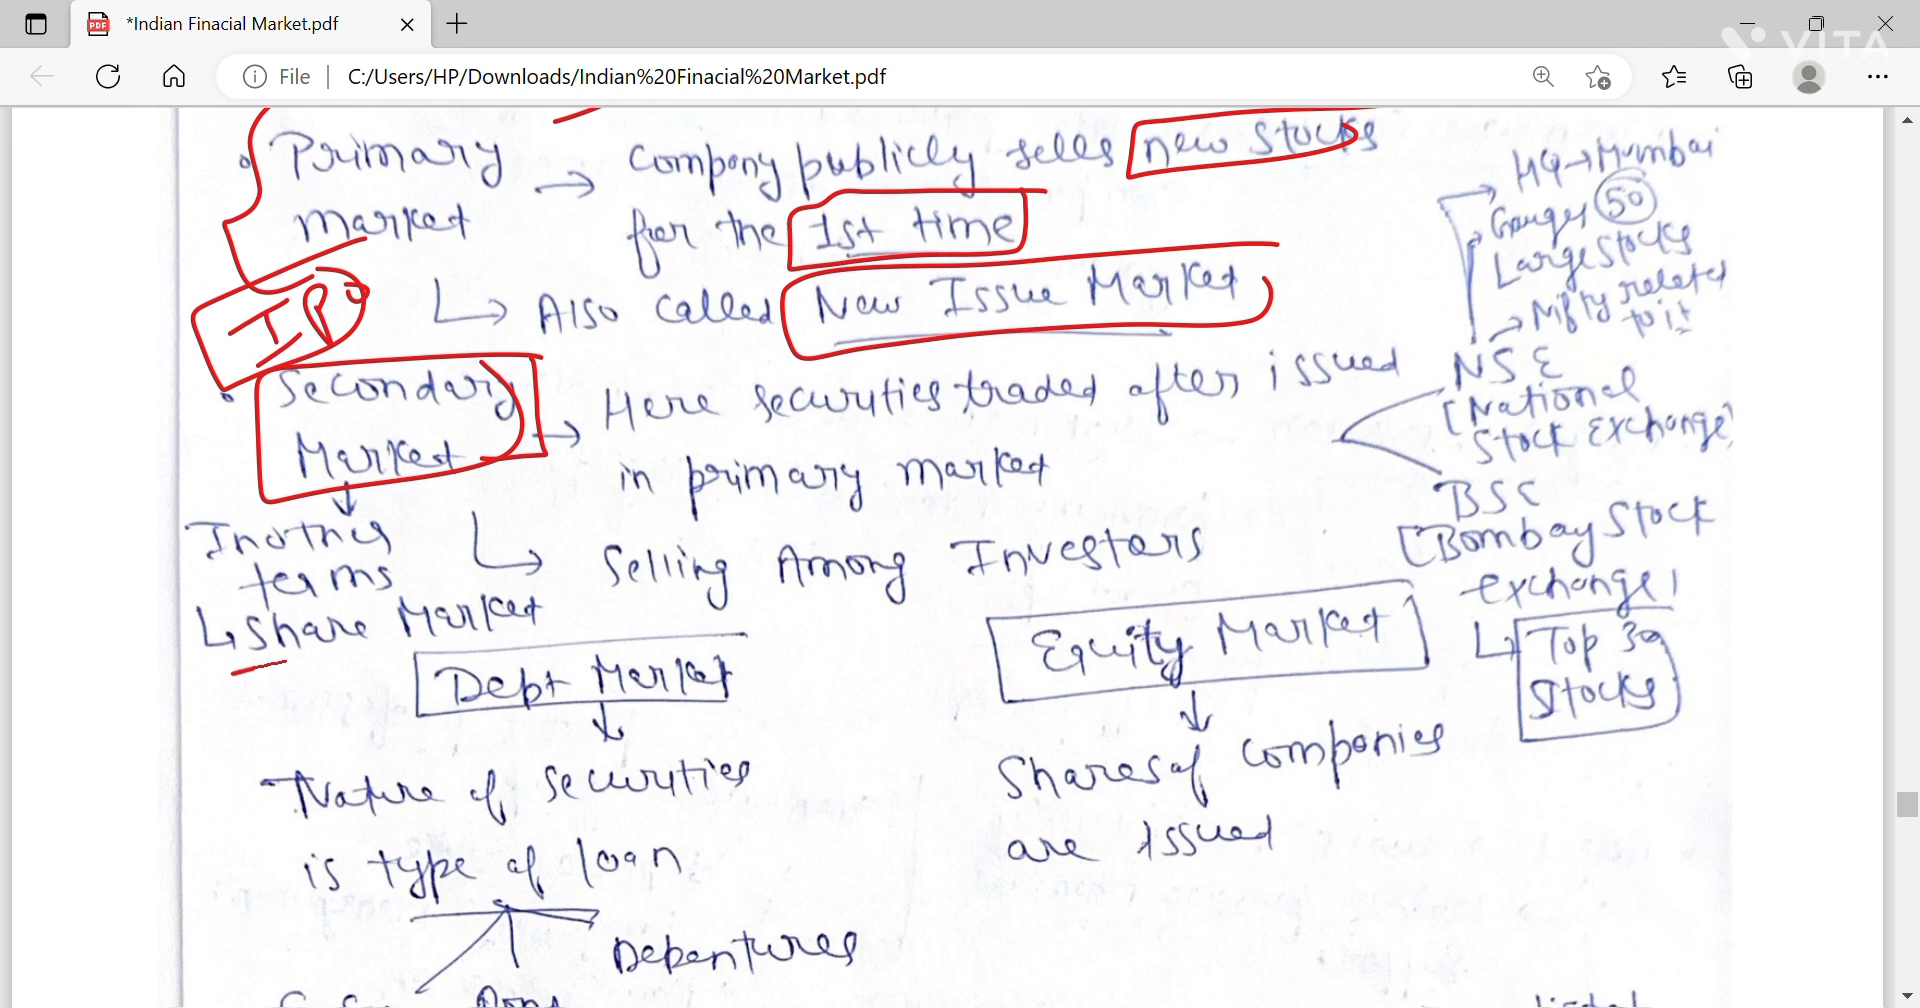 *Indian Finacial Market.pdf
VITA
File
C:/Users/HP/Downloads/Indian%20Finacial%20Market.pdf
Primary → Company publicly sells new stocks
Market for the 1st time
IPO
↳ Also called New Issue Market
Secondary → Here securities traded after issued
Market in primary market
↳ Selling Among Investors
In other
terms
↳ Share Market
HQ → Mumbai
Gauges 50
Large stocks
→ Nifty related
to it
NSE
[National
Stock Exchange]
BSE
[Bombay Stock
exchange]
↳ Top 30
Stocks
Debt Market
Equity Market
Nature of securities
is type of loan
Debentures
Shares of Companies
are Issued